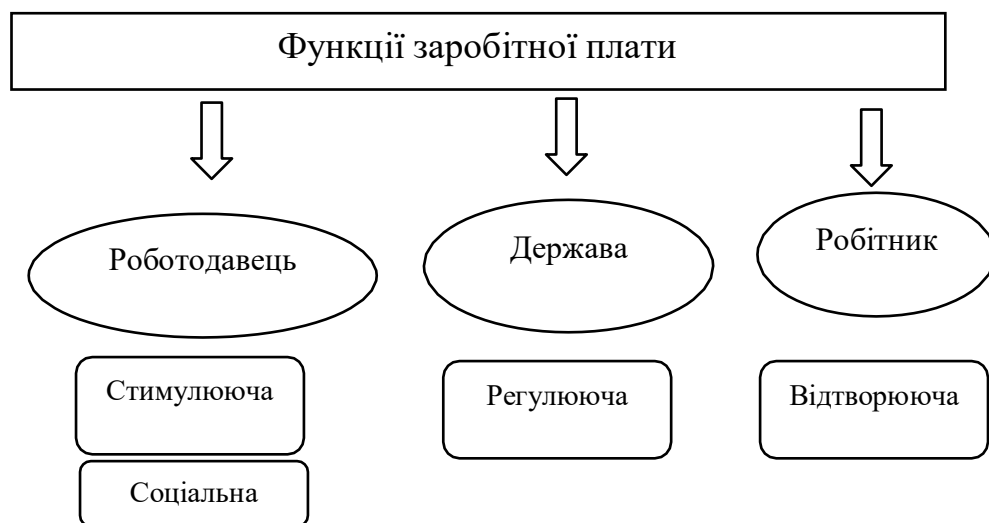 Функції заробітної плати
Роботодавець
Держава
Робітник
Стимулююча
Регулююча
Відтворююча
Соціальна